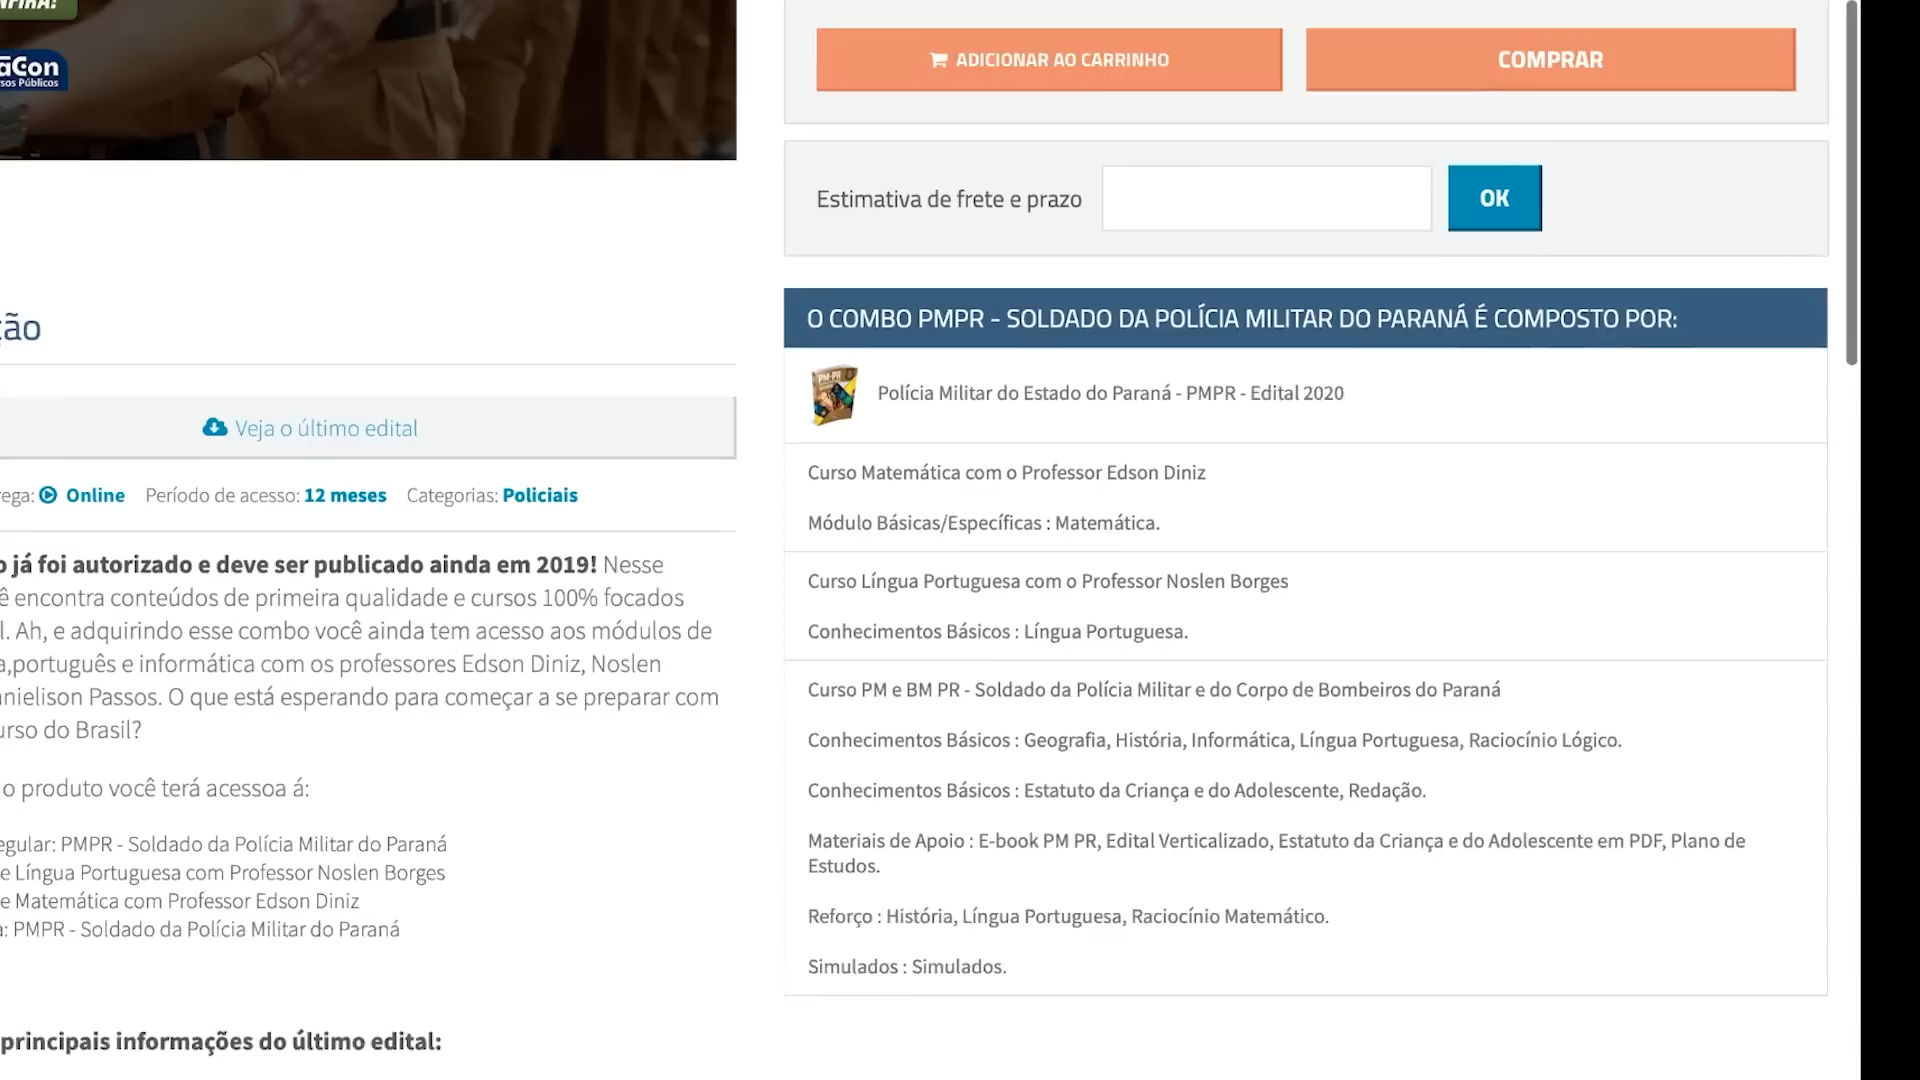 NFIRA!
aCon
sos Públicos
ADICIONAR AO CARRINHO
COMPRAR
Estimativa de frete e prazo
OK
O COMBO PMPR - SOLDADO DA POLÍCIA MILITAR DO PARANÁ É COMPOSTO POR:
PM-PR
Polícia Militar do Estado do Paraná - PMPR - Edital 2020
Curso Matemática com o Professor Edson Diniz
Módulo Básicas/Específicas : Matemática.
Curso Língua Portuguesa com o Professor Noslen Borges
Conhecimentos Básicos : Língua Portuguesa.
Curso PM e BM PR - Soldado da Polícia Militar e do Corpo de Bombeiros do Paraná
Conhecimentos Básicos : Geografia, História, Informática, Língua Portuguesa, Raciocínio Lógico.
Conhecimentos Básicos : Estatuto da Criança e do Adolescente, Redação.
Materiais de Apoio : E-book PM PR, Edital Verticalizado, Estatuto da Criança e do Adolescente em PDF, Plano de
Estudos.
Reforço : História, Língua Portuguesa, Raciocínio Matemático.
Simulados : Simulados.
ção
Veja o último edital
rega: Online Período de acesso: 12 meses Categorias: Policiais
o já foi autorizado e deve ser publicado ainda em 2019! Nesse
ê encontra conteúdos de primeira qualidade e cursos 100% focados
l. Ah, e adquirindo esse combo você ainda tem acesso aos módulos de
a,português e informática com os professores Edson Diniz, Noslen
anielison Passos. O que está esperando para começar a se preparar com
urso do Brasil?
o produto você terá acessoa á:
egular: PMPR - Soldado da Polícia Militar do Paraná
e Língua Portuguesa com Professor Noslen Borges
e Matemática com Professor Edson Diniz
a: PMPR - Soldado da Polícia Militar do Paraná
principais informações do último edital: